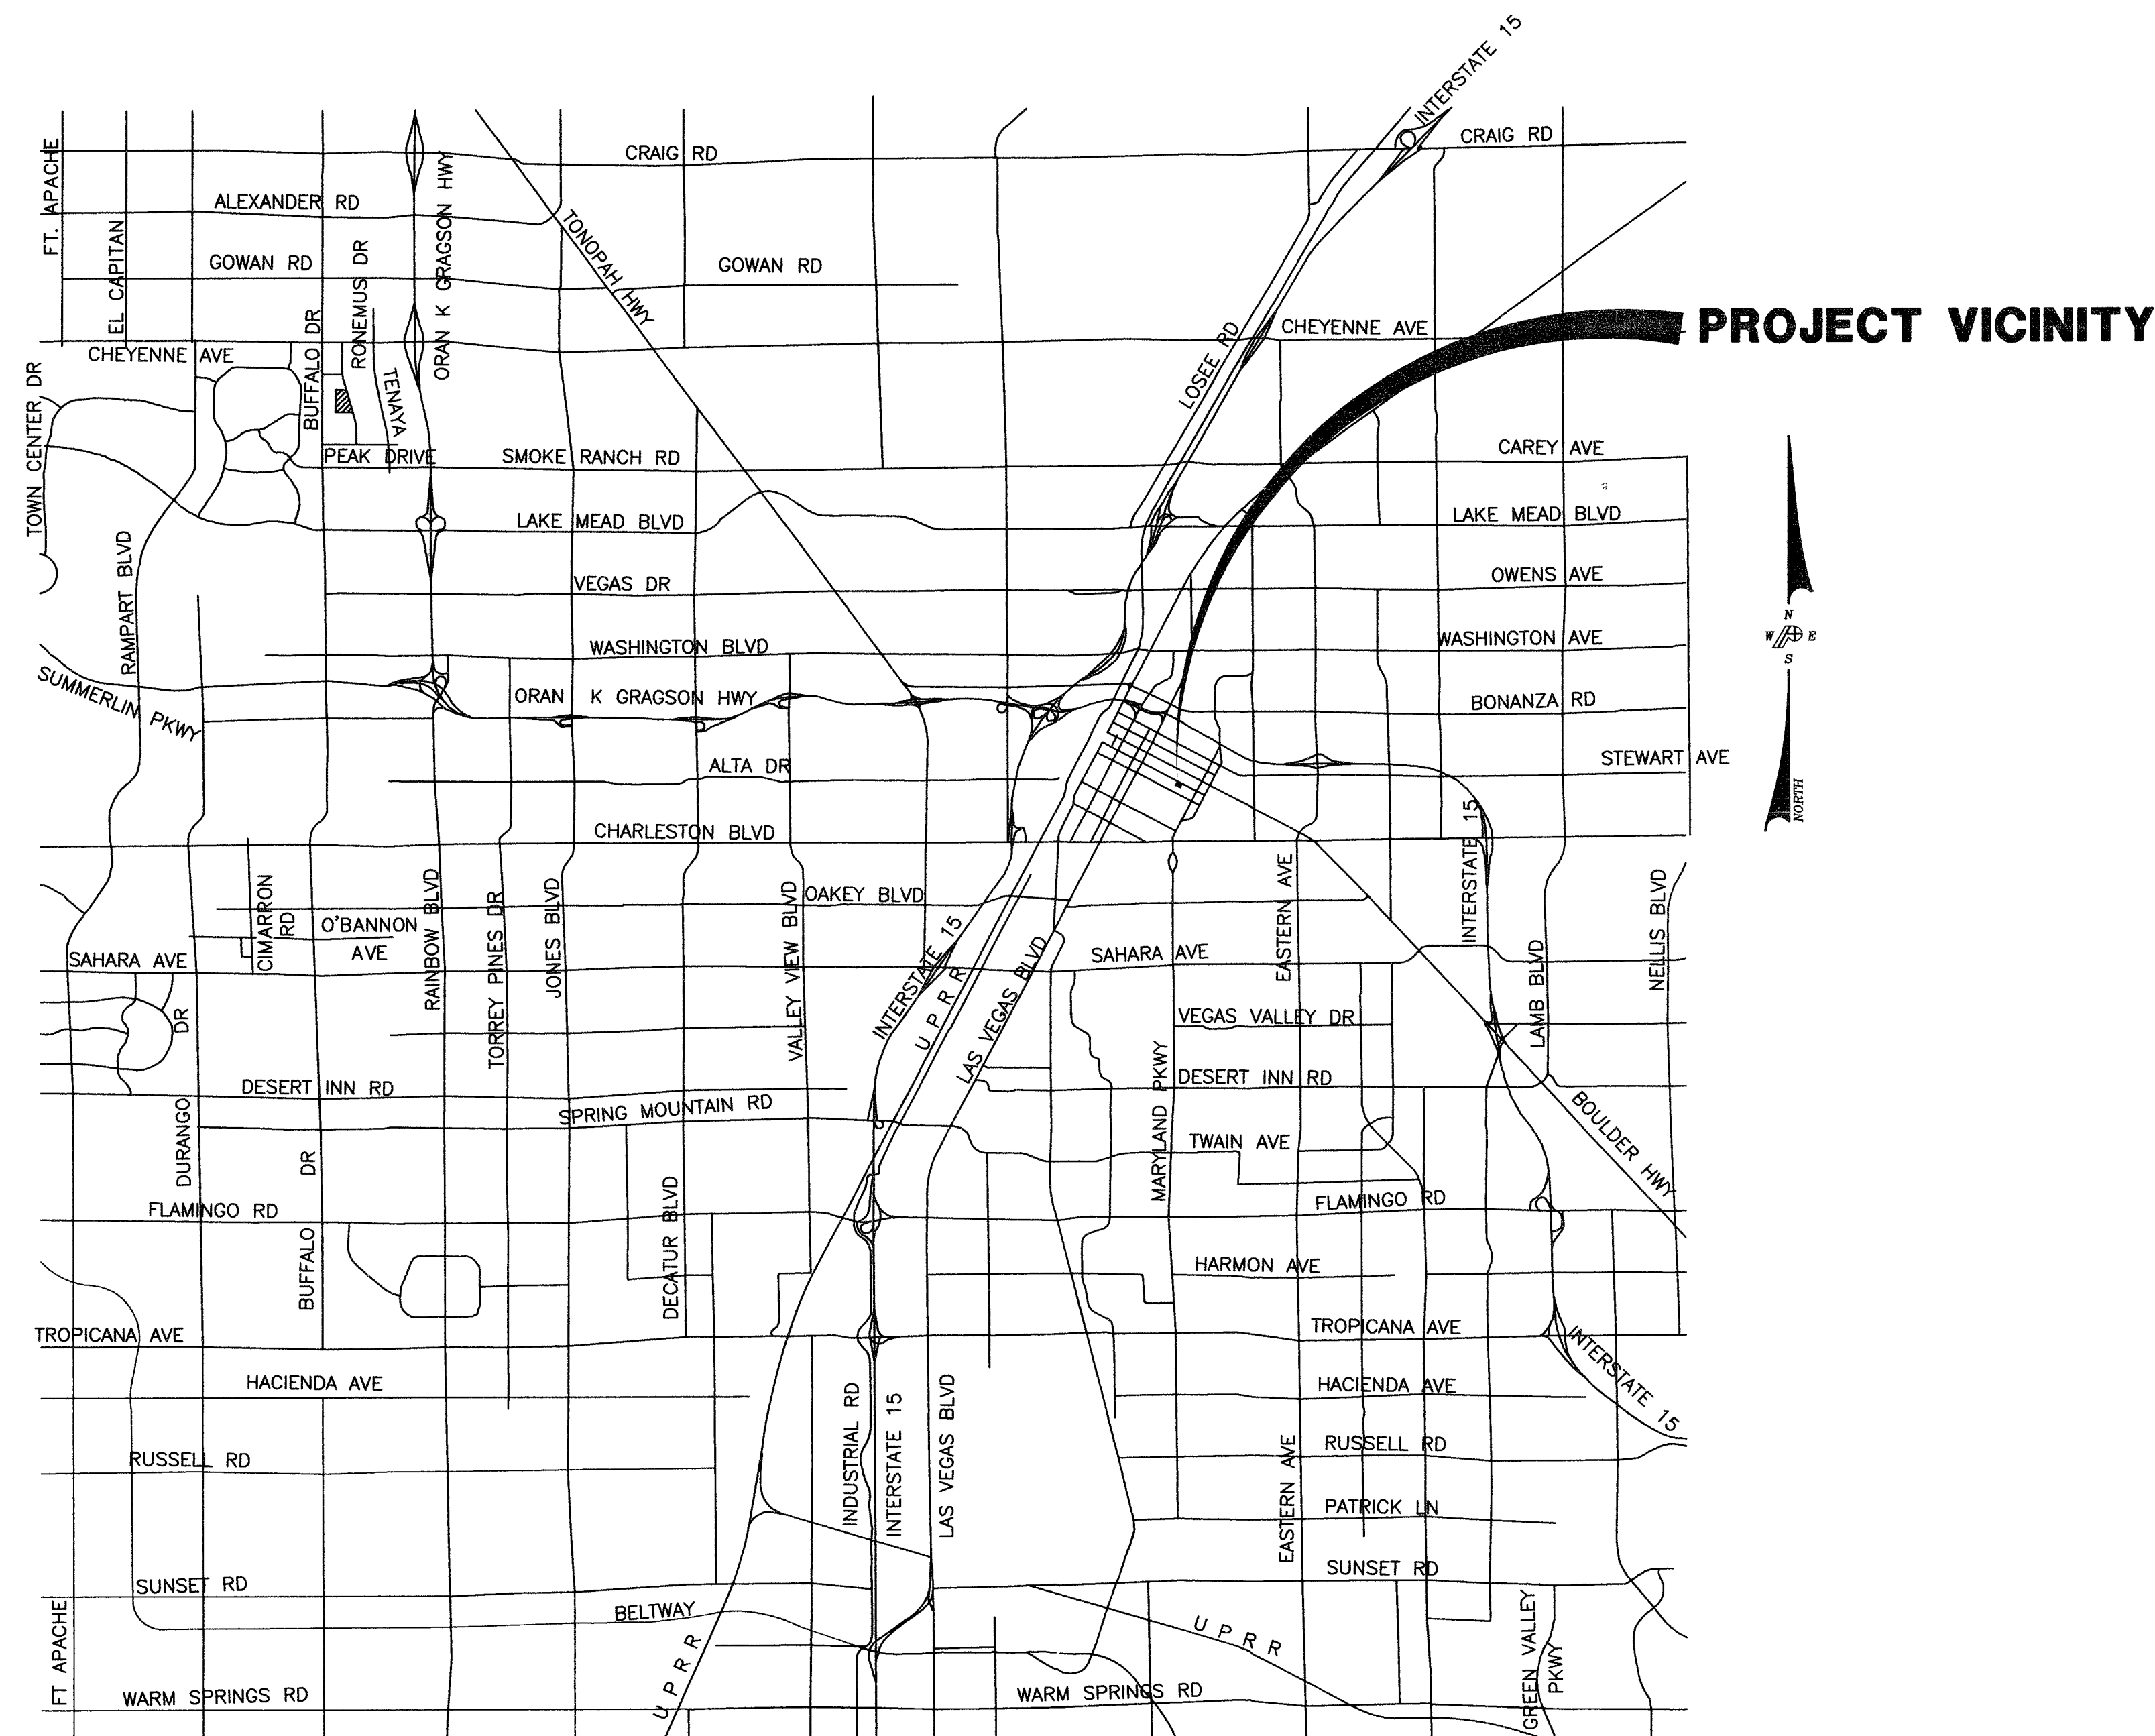 INTERSTATE 15
CRAIG RD
CRAIG RD
FT. APACHE
ALEXANDER RD
ORAN K GRAGSON HWY
TONOPAH HWY
EL CAPITAN
GOWAN RD
RONEMUS DR
GOWAN RD
BUFFALO DR
LOSEE RD
CHEYENNE AVE
PROJECT VICINITY
CHEYENNE AVE
TOWN CENTER DR
TENAYA
PEAK DRIVE
SMOKE RANCH RD
CAREY AVE
LAKE MEAD BLVD
LAKE MEAD BLVD
RAMPART BLVD
VEGAS DR
OWENS AVE
N
W E
S
NORTH
WASHINGTON BLVD
WASHINGTON AVE
SUMMERLIN PKWY
ORAN K GRAGSON HWY
BONANZA RD
ALTA DR
STEWART AVE
CHARLESTON BLVD
INTERSTATE 15
CIMARRON
RD
RAINBOW BLVD
TORREY PINES DR
JONES BLVD
VALLEY VIEW BLVD
OAKEY BLVD
EASTERN AVE
NELLIS BLVD
O'BANNON
AVE
INTERSTATE 15
U P R R
LAS VEGAS BLVD
SAHARA AVE
SAHARA AVE
LAMB BLVD
DURANGO DR
VEGAS VALLEY DR
DESERT INN RD
MARYLAND PKWY
DESERT INN RD
SPRING MOUNTAIN RD
BOULDER HWY
TWAIN AVE
BUFFALO DR
DECATUR BLVD
FLAMINGO RD
FLAMINGO RD
HARMON AVE
TROPICANA AVE
TROPICANA AVE
INTERSTATE 15
HACIENDA AVE
HACIENDA AVE
INDUSTRIAL RD
INTERSTATE 15
LAS VEGAS BLVD
RUSSELL RD
RUSSELL RD
EASTERN AVE
PATRICK LN
SUNSET RD
SUNSET RD
FT APACHE
BELTWAY
U P R R
U P R R
GREEN VALLEY
PKWY
WARM SPRINGS RD
WARM SPRINGS RD